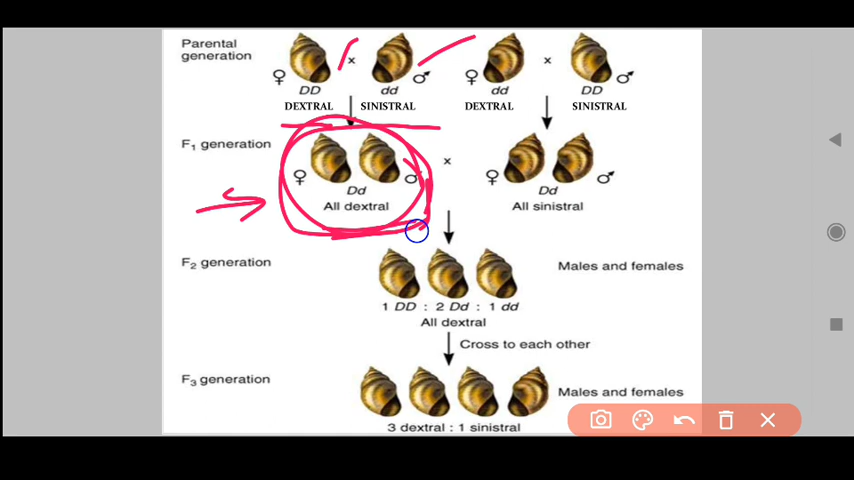 Parental
generation
♀ × ♂ ♀ × ♂
DD dd dd DD
DEXTRAL SINISTRAL DEXTRAL SINISTRAL
F1 generation
♀ ♂ × ♀ ♂
Dd Dd
All dextral All sinistral
F2 generation Males and females
1 DD : 2 Dd : 1 dd
All dextral
Cross to each other
F3 generation Males and females
3 dextral : 1 sinistral